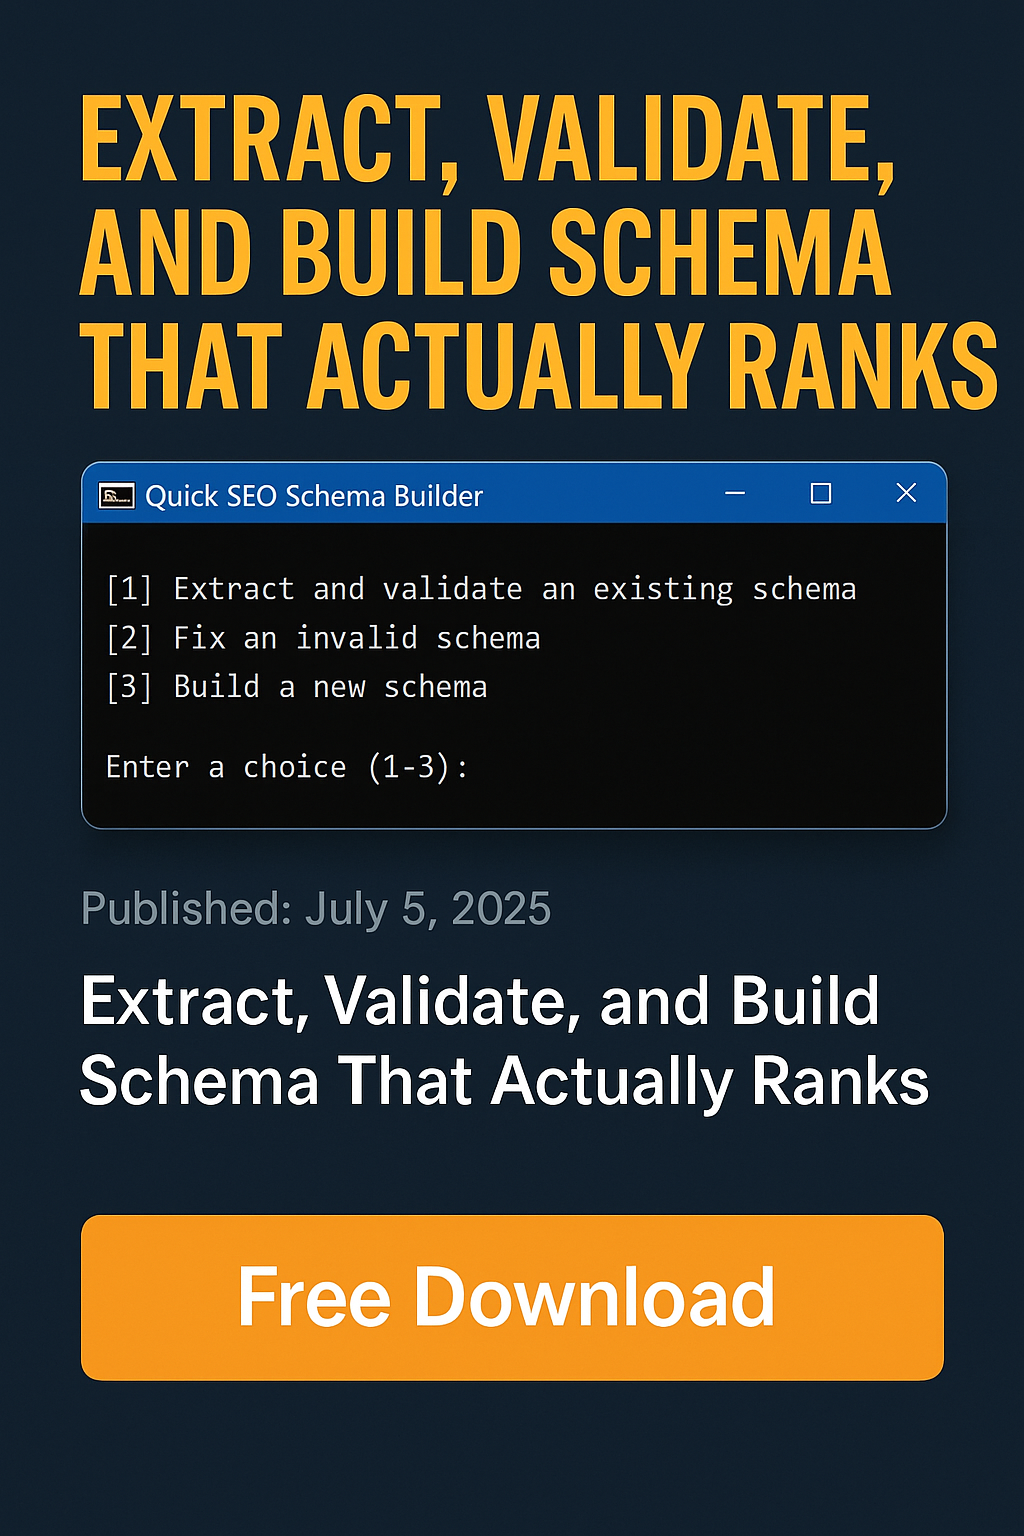 EXTRACT, VALIDATE,
AND BUILD SCHEMA
THAT ACTUALLY RANKS
Quick SEO Schema Builder
[1] Extract and validate an existing schema
[2] Fix an invalid schema
[3] Build a new schema
Enter a choice (1-3):
Published: July 5, 2025
Extract, Validate, and Build
Schema That Actually Ranks
Free Download